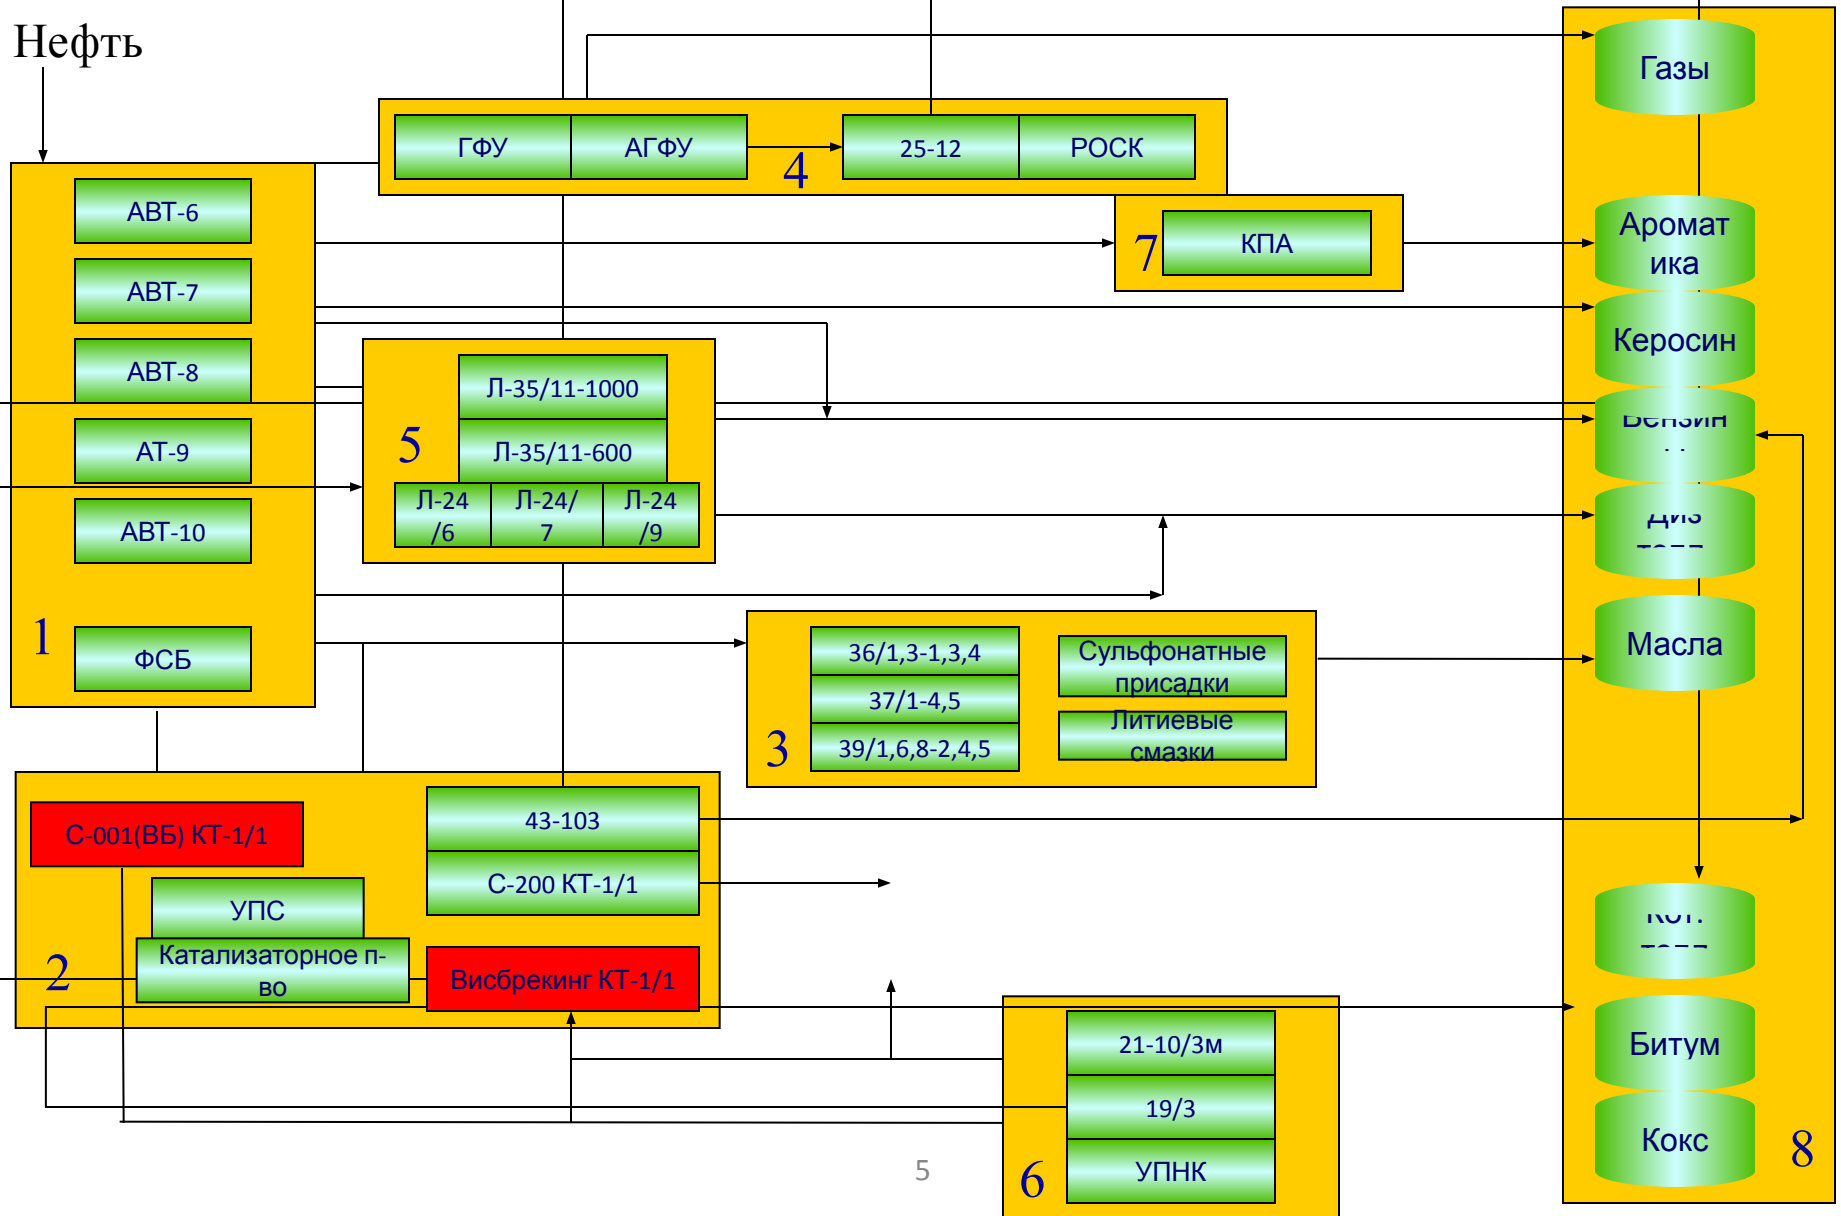 Нефть
Газы
ГФУ
АГФУ
4
25-12
РОСК
АВТ-6
7
КПА
Аромат
ика
АВТ-7
Керосин
АВТ-8
5
Л-35/11-1000
Л-35/11-600
Л-24
/6
Л-24/
7
Л-24
/9
АТ-9
АВТ-10
1
ФСБ
3
36/1,3-1,3,4
37/1-4,5
39/1,6,8-2,4,5
Сульфонатные
присадки
Литиевые
смазки
Масла
С-001(ВБ) КТ-1/1
43-103
С-200 КТ-1/1
УПС
2
Катализаторное п-
во
Висбрекинг КТ-1/1
21-10/3м
19/3
УПНК
6
Битум
Кокс
8
5